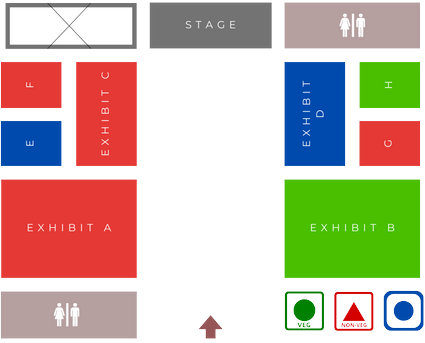 STAGE
F
EXHIBIT C
EXHIBIT
D
H
E
G
EXHIBIT A
EXHIBIT B
VEG
NON-VEG